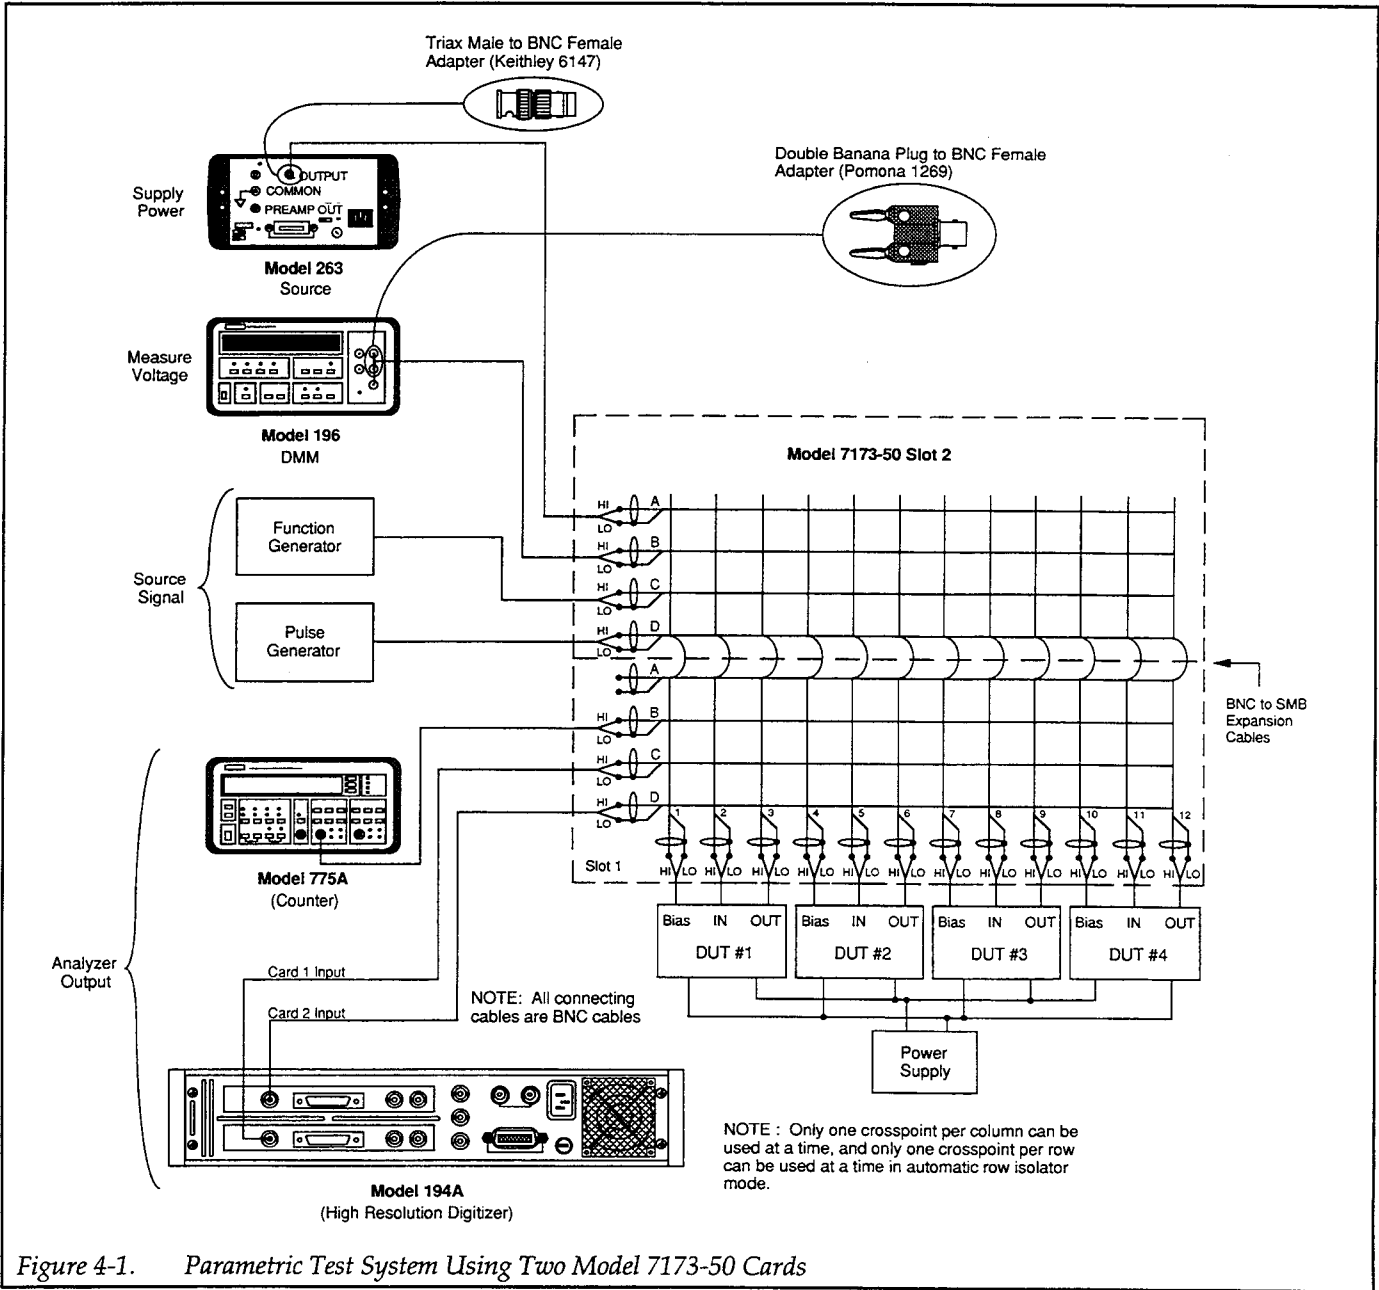 Triax Male to BNC Female
Adapter (Keithley 6147)
Double Banana Plug to BNC Female
Adapter (Pomona 1269)
Supply
Power
OUTPUT
COMMON
PREAMP OUT
Model 263
Source
Measure
Voltage
Model 196
DMM
Model 7173-50 Slot 2
Source
Signal
Function
Generator
Pulse
Generator
HI
LO
A
HI
LO
B
HI
LO
C
HI
LO
D
A
HI
LO
B
HI
LO
C
HI
LO
D
BNC to SMB
Expansion
Cables
1 2 3 4 5 6 7 8 9 10 11 12
Slot 1
HI LO HI LO HI LO HI LO HI LO HI LO HI LO HI LO HI LO HI LO HI LO HI LO
Model 775A
(Counter)
Bias IN OUT
DUT #1
Bias IN OUT
DUT #2
Bias IN OUT
DUT #3
Bias IN OUT
DUT #4
Analyzer
Output
Card 1 Input
Card 2 Input
NOTE: All connecting
cables are BNC cables
Power
Supply
NOTE : Only one crosspoint per column can be
used at a time, and only one crosspoint per row
can be used at a time in automatic row isolator
mode.
Model 194A
(High Resolution Digitizer)
Figure 4-1. Parametric Test System Using Two Model 7173-50 Cards